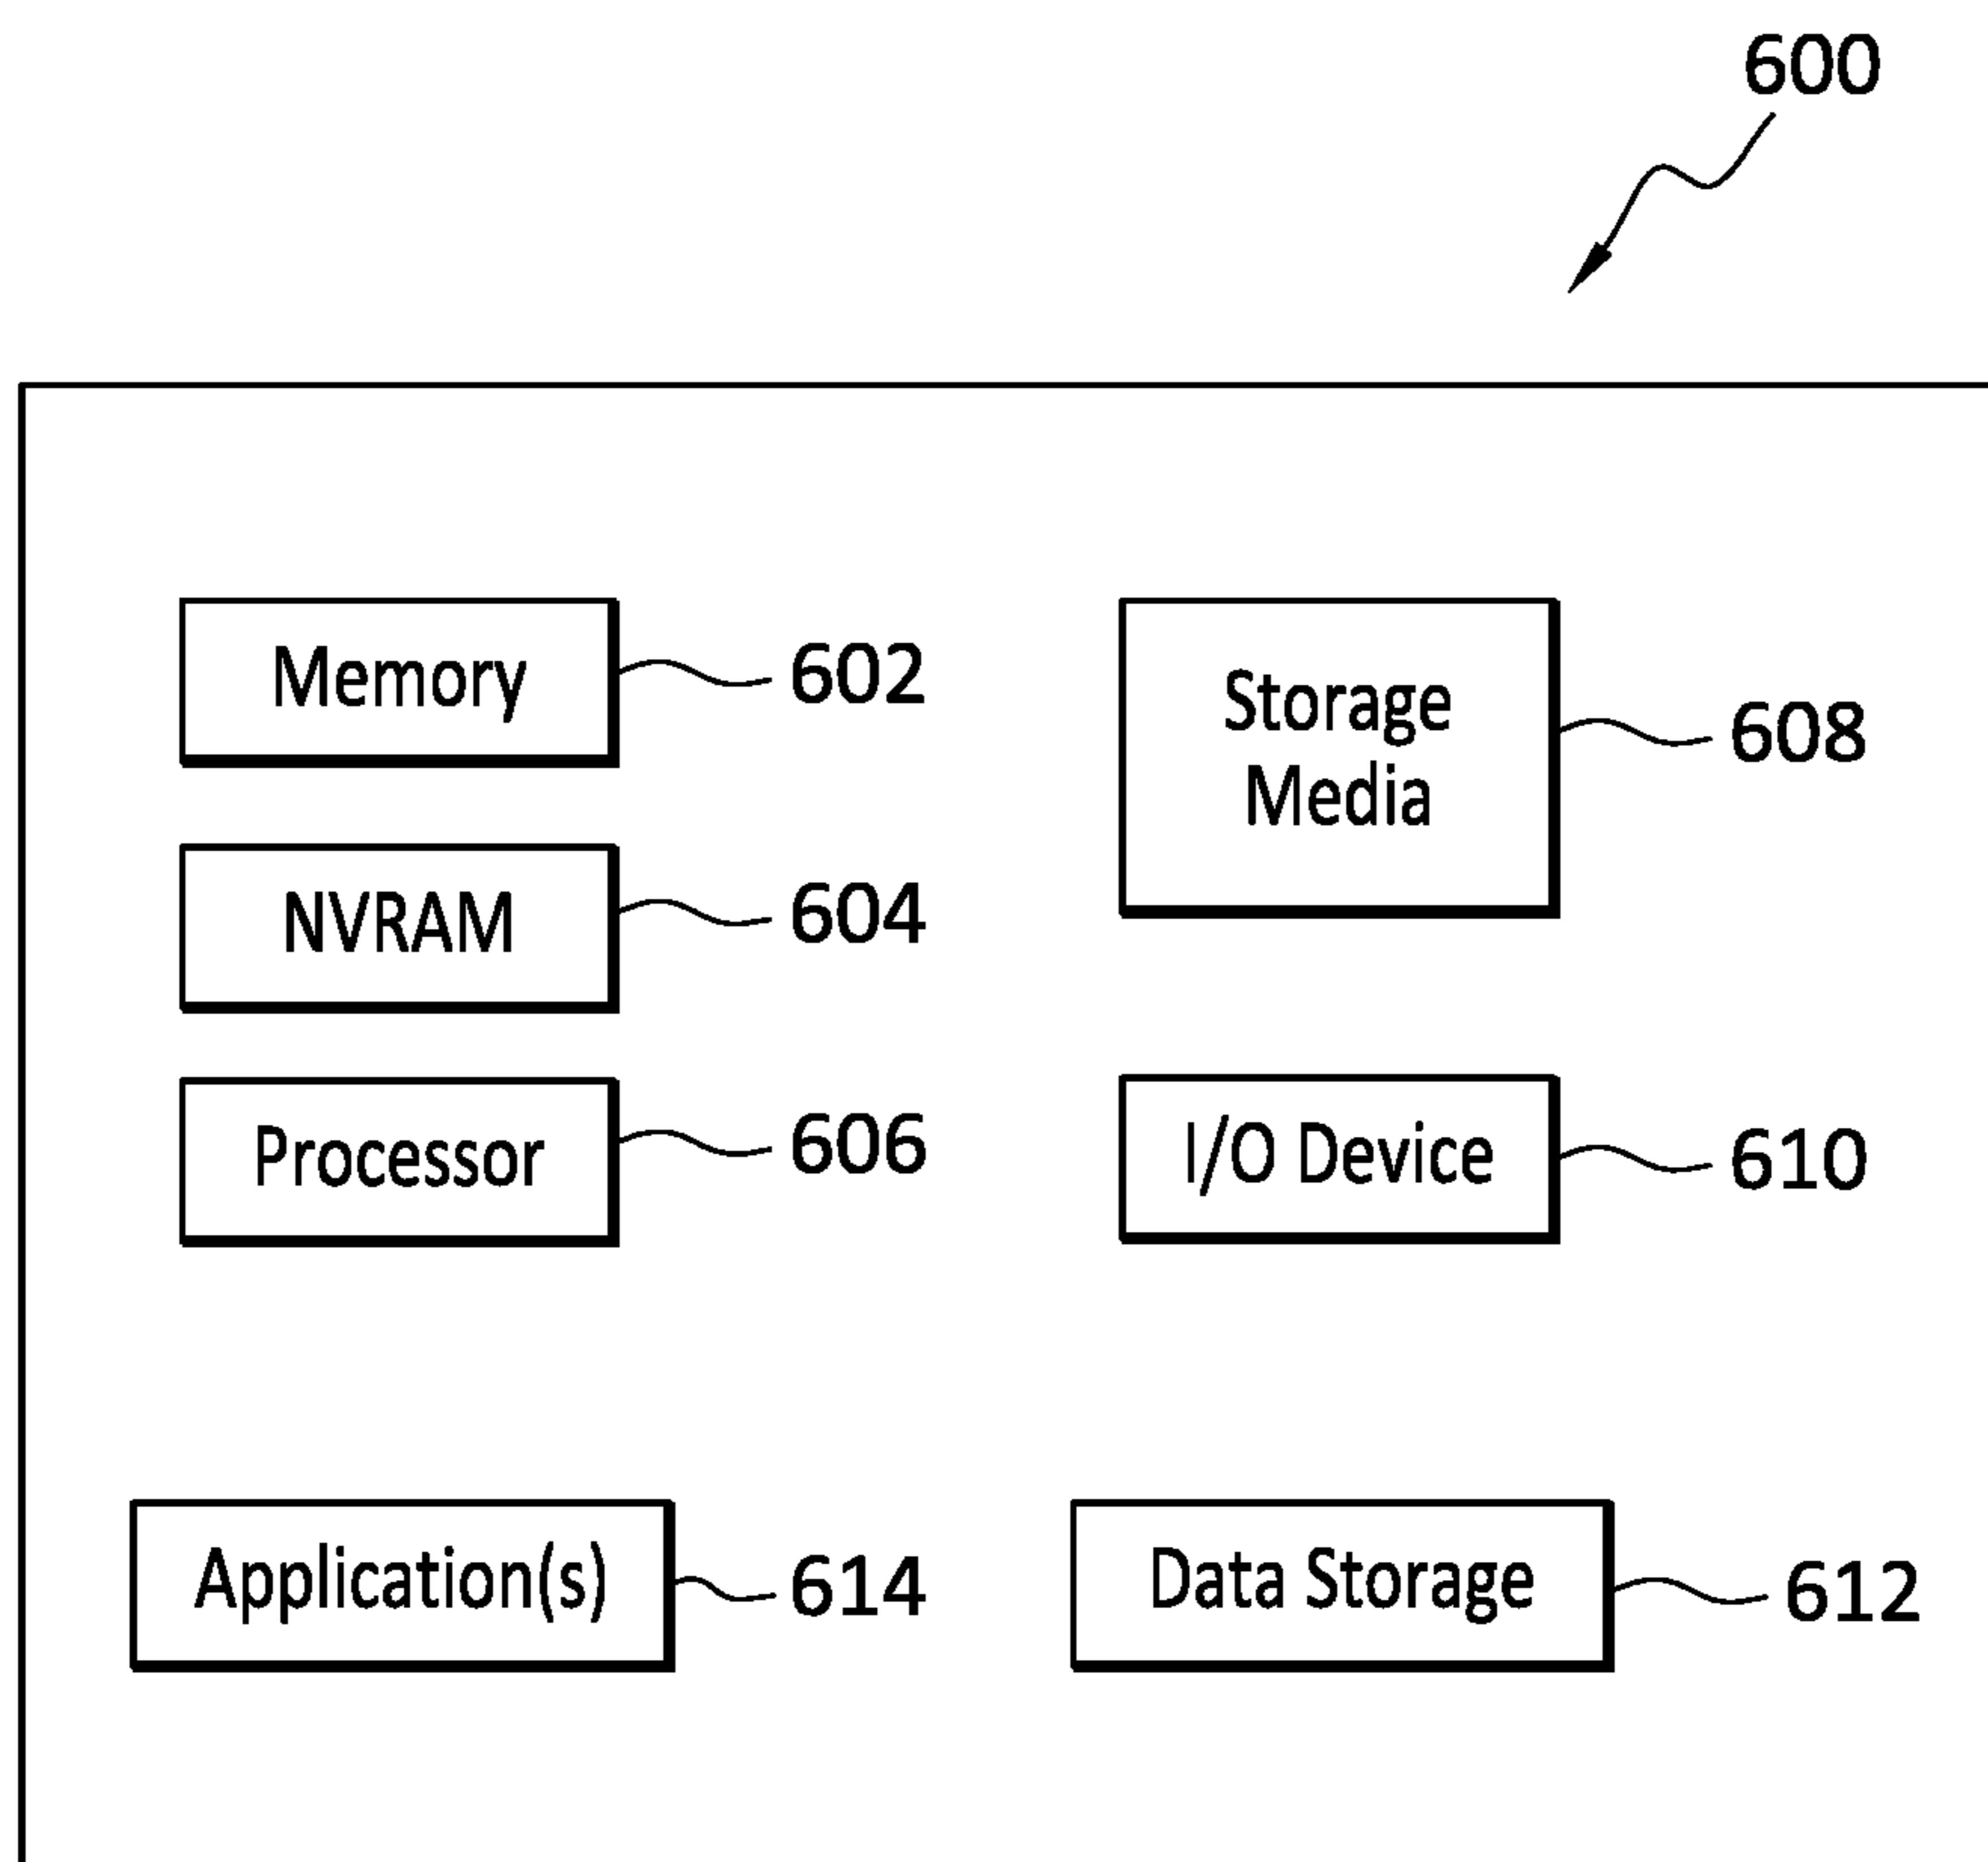 600
Memory
602
Storage
Media
608
NVRAM
604
Processor
606
I/O Device
610
Application(s)
614
Data Storage
612